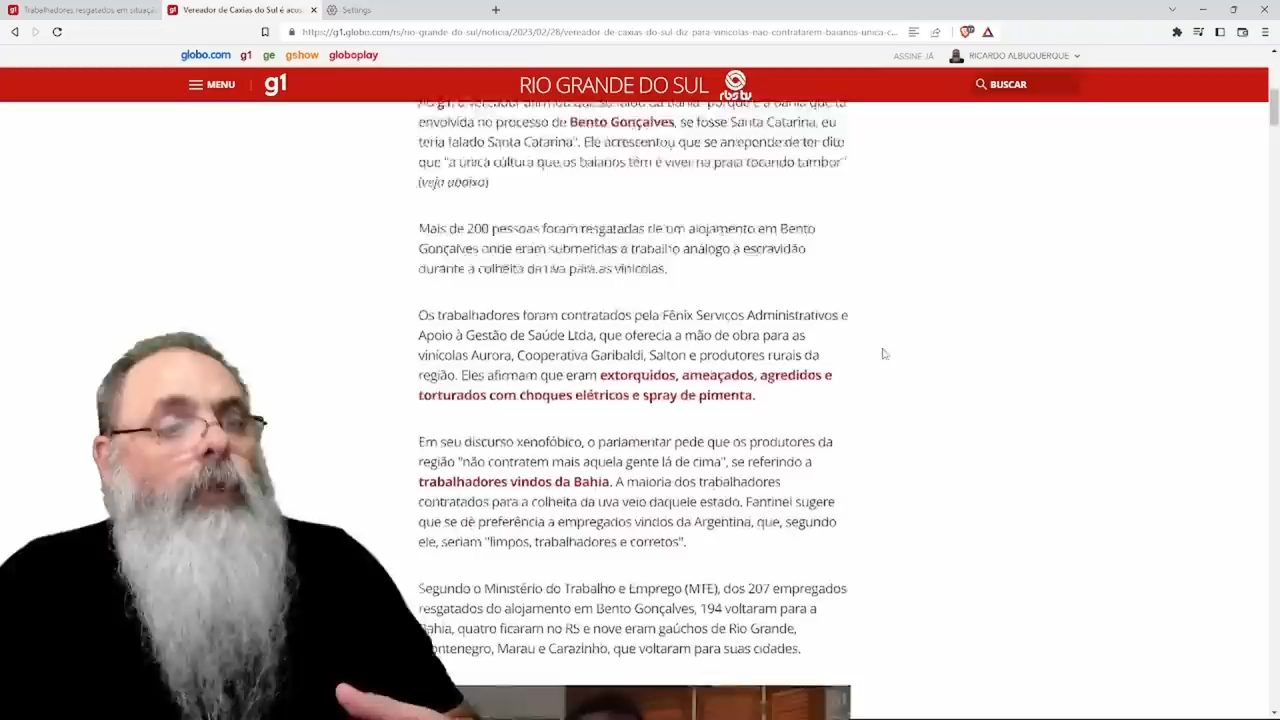 Trabalhadores resgatados em situaçã
Vereador de Caxias do Sul é acus
Settings
https://g1.globo.com/rs/rio-grande-do-sul/noticia/2023/02/28/vereador-de-caxias-do-sul-diz-para-vinicolas-nao-contratarem-baianos-unica-c...
globo.com g1 ge gshow globoplay
ASSINE JÁ RICARDO ALBUQUERQUE
MENU g1 RIO GRANDE DO SUL rbs tv BUSCAR
envolvida no processo de Bento Gonçalves, se fosse Santa Catarina, eu
teria falado Santa Catarina". Ele acrescentou que se arrepende de ter dito
que "a única cultura que os baianos têm é viver na praia tocando tambor"
(veja abaixo)
Mais de 200 pessoas foram resgatadas de um alojamento em Bento
Gonçalves onde eram submetidas a trabalho análogo à escravidão
durante a colheita da uva para as vinícolas.
Os trabalhadores foram contratados pela Fênix Serviços Administrativos e
Apoio à Gestão de Saúde Ltda, que oferecia a mão de obra para as
vinícolas Aurora, Cooperativa Garibaldi, Salton e produtores rurais da
região. Eles afirmam que eram extorquidos, ameaçados, agredidos e
torturados com choques elétricos e spray de pimenta.
Em seu discurso xenofóbico, o parlamentar pede que os produtores da
região "não contratem mais aquela gente lá de cima", se referindo a
trabalhadores vindos da Bahia. A maioria dos trabalhadores
contratados para a colheita da uva veio daquele estado. Fantinel sugere
que se dê preferência a empregados vindos da Argentina, que, segundo
ele, seriam "limpos, trabalhadores e corretos".
Segundo o Ministério do Trabalho e Emprego (MTE), dos 207 empregados
resgatados do alojamento em Bento Gonçalves, 194 voltaram para a
Bahia, quatro ficaram no RS e nove eram gaúchos de Rio Grande,
ontenegro, Marau e Carazinho, que voltaram para suas cidades.